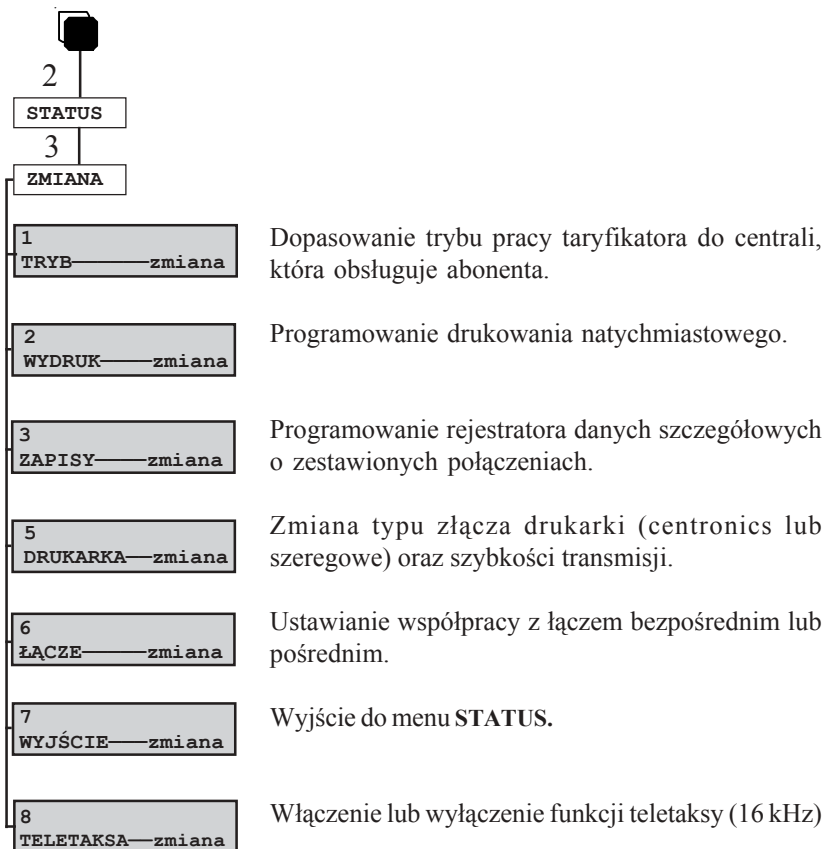 2
STATUS
3
ZMIANA
1
TRYB————zmiana
Dopasowanie trybu pracy taryfikatora do centrali,
która obsługuje abonenta.
2
WYDRUK———zmiana
Programowanie drukowania natychmiastowego.
3
ZAPISY———zmiana
Programowanie rejestratora danych szczegółowych
o zestawionych połączeniach.
5
DRUKARKA—zmiana
Zmiana typu złącza drukarki (centronics lub
szeregowe) oraz szybkości transmisji.
6
ŁĄCZE————zmiana
Ustawianie współpracy z łączem bezpośrednim lub
pośrednim.
7
WYJŚCIE——zmiana
Wyjście do menu STATUS.
8
TELETAKSA—zmiana
Włączenie lub wyłączenie funkcji teletaksy (16 kHz)